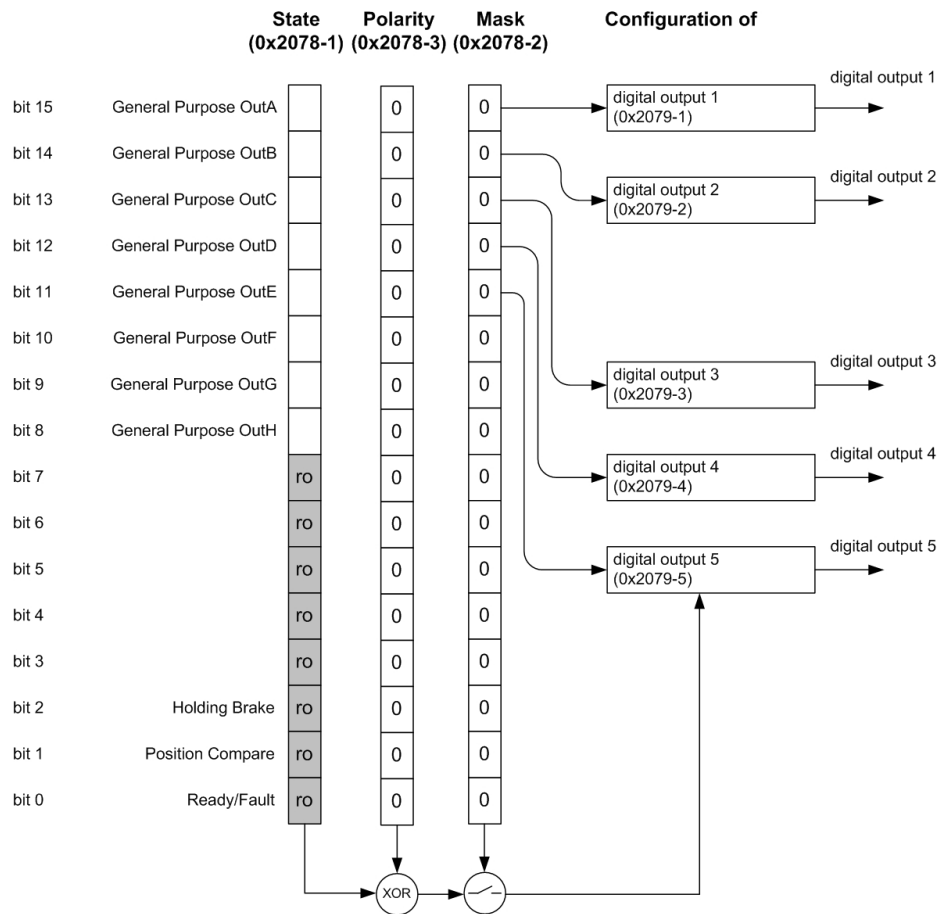 State Polarity Mask Configuration of
(0x2078-1) (0x2078-3) (0x2078-2)
digital output 1
bit 15 General Purpose OutA 0 0 digital output 1
(0x2079-1)
bit 14 General Purpose OutB 0 0
digital output 2
bit 13 General Purpose OutC 0 0 digital output 2
(0x2079-2)
bit 12 General Purpose OutD 0 0
bit 11 General Purpose OutE 0 0
bit 10 General Purpose OutF 0 0
digital output 3
bit 9 General Purpose OutG 0 0 digital output 3
(0x2079-3)
bit 8 General Purpose OutH 0 0
digital output 4
bit 7 ro 0 0 digital output 4
(0x2079-4)
bit 6 ro 0 0
digital output 5
bit 5 ro 0 0 digital output 5
(0x2079-5)
bit 4 ro 0 0
bit 3 ro 0 0
bit 2 Holding Brake ro 0 0
bit 1 Position Compare ro 0 0
bit 0 Ready/Fault ro 0 0
XOR